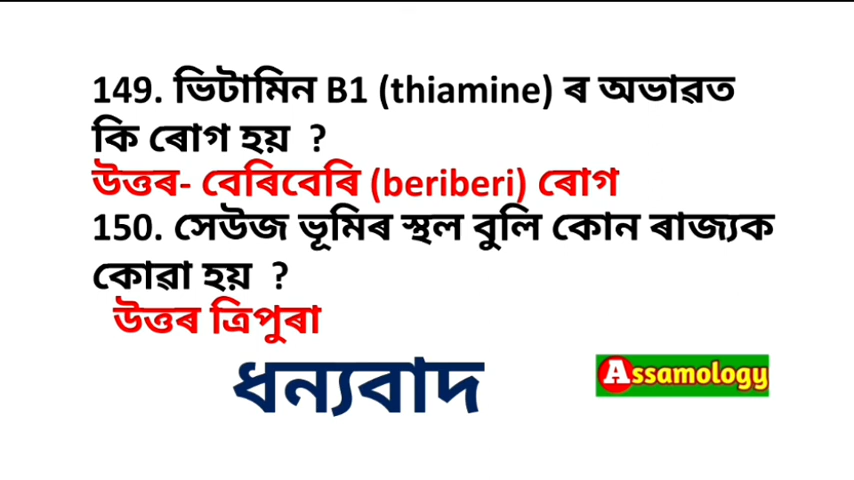 149. ভিটামিন B1 (thiamine) ৰ অভাৱত
কি ৰোগ হয় ?
উত্তৰ- বেৰিবেৰি (beriberi) ৰোগ
150. সেউজ ভূমিৰ স্থল বুলি কোন ৰাজ্যক
কোৱা হয় ?
উত্তৰ ত্ৰিপুৰা
ধন্যবাদ
Assamology